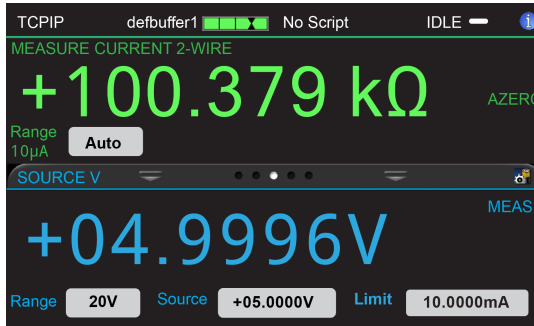 TCPIP defbuffer1 No Script IDLE
MEASURE CURRENT 2-WIRE
+100.379 kΩ
AZERO
Range
10µA
Auto
SOURCE V
MEAS
+04.9996V
Range 20V Source +05.0000V Limit 10.0000mA